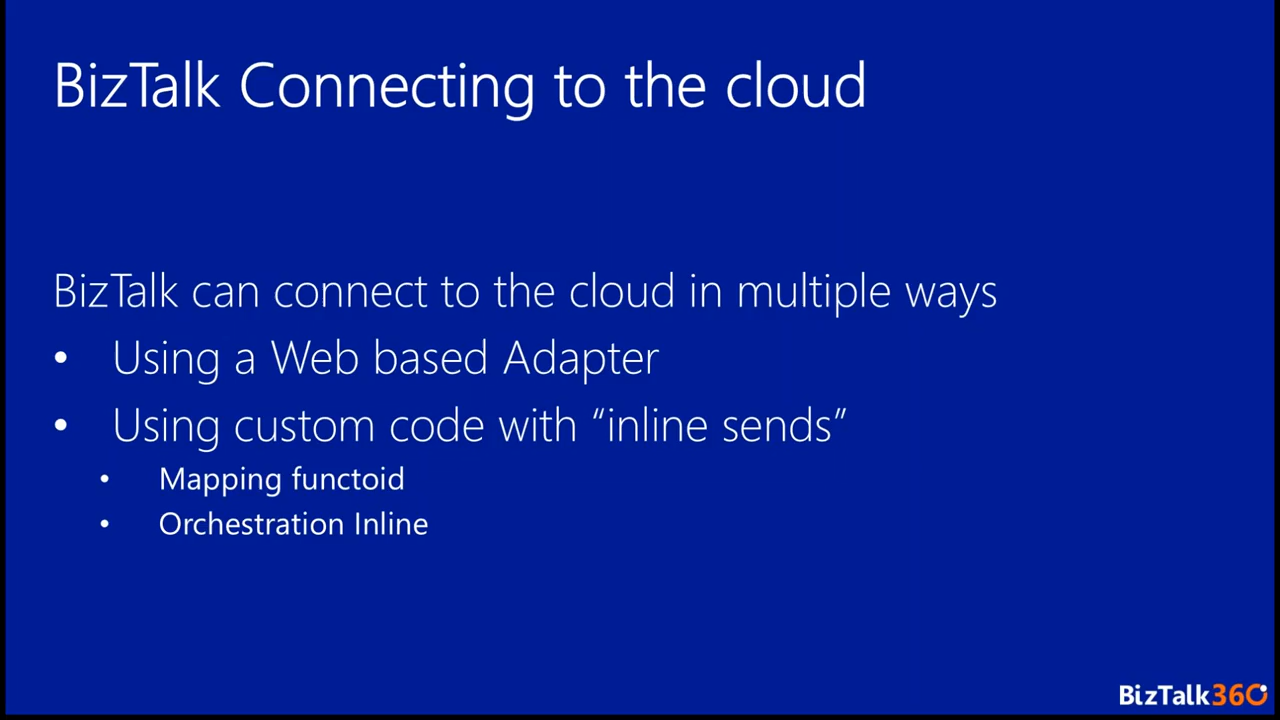 BizTalk Connecting to the cloud
BizTalk can connect to the cloud in multiple ways
• Using a Web based Adapter
• Using custom code with “inline sends”
• Mapping functoid
• Orchestration Inline
BizTalk360